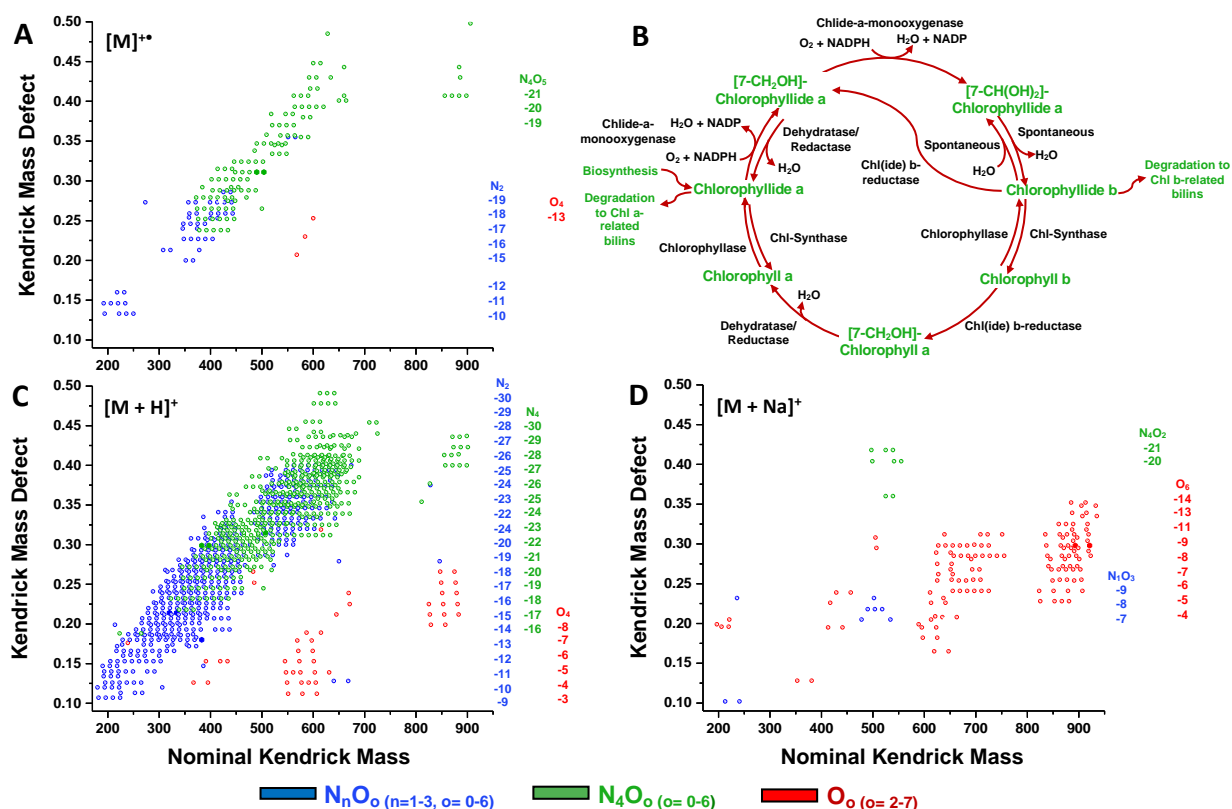 A
[M]⁺•
Kendrick Mass Defect
0.50
0.45
0.40
0.35
0.30
0.25
0.20
0.15
0.10
200 300 400 500 600 700 800 900
N₄O₅
-21
-20
-19
N₂
-19
-18
-17
-16
-15
-12
-11
-10
O₄
-13
B
Chlide-a-monooxygenase
O₂ + NADPH
H₂O + NADP
[7-CH₂OH]-
Chlorophyllide a
[7-CH(OH)₂]-
Chlorophyllide a
Chlide-a-
monooxygenase
H₂O + NADP
O₂ + NADPH
Dehydratase/
Redactase
H₂O
Chl(ide) b-
reductase
Spontaneous
H₂O
Spontaneous
H₂O
Biosynthesis
Chlorophyllide a
Degradation
to Chl a-
related
bilins
Chlorophyllide b
Degradation to
Chl b-related
bilins
Chlorophyllase
Chl-Synthase
Chlorophyllase
Chl-Synthase
Chlorophyll a
Chlorophyll b
H₂O
Dehydratase/
Reductase
[7-CH₂OH]-
Chlorophyll a
Chl(ide) b-reductase
C
[M + H]⁺
Kendrick Mass Defect
0.50
0.45
0.40
0.35
0.30
0.25
0.20
0.15
0.10
200 300 400 500 600 700 800 900
Nominal Kendrick Mass
N₂
-30
-29
-28
-27
-26
-25
-24
-23
-22
-24
-20
-19
-18
-17
-16
-15
-14
-13
-12
-11
-10
-9
N₄
-30
-29
-28
-27
-26
-25
-24
-23
-22
-21
-20
-19
-18
-17
-16
O₄
-8
-7
-6
-5
-4
-3
D
[M + Na]⁺
Kendrick Mass Defect
0.50
0.45
0.40
0.35
0.30
0.25
0.20
0.15
0.10
200 300 400 500 600 700 800 900
Nominal Kendrick Mass
N₄O₂
-21
-20
O₆
-14
-13
-11
-9
-8
-7
-6
-5
-4
N₁O₃
-9
-8
-7
NₙOₒ (n=1-3, o= 0-6)
N₄Oₒ (o= 0-6)
Oₒ (o= 2-7)